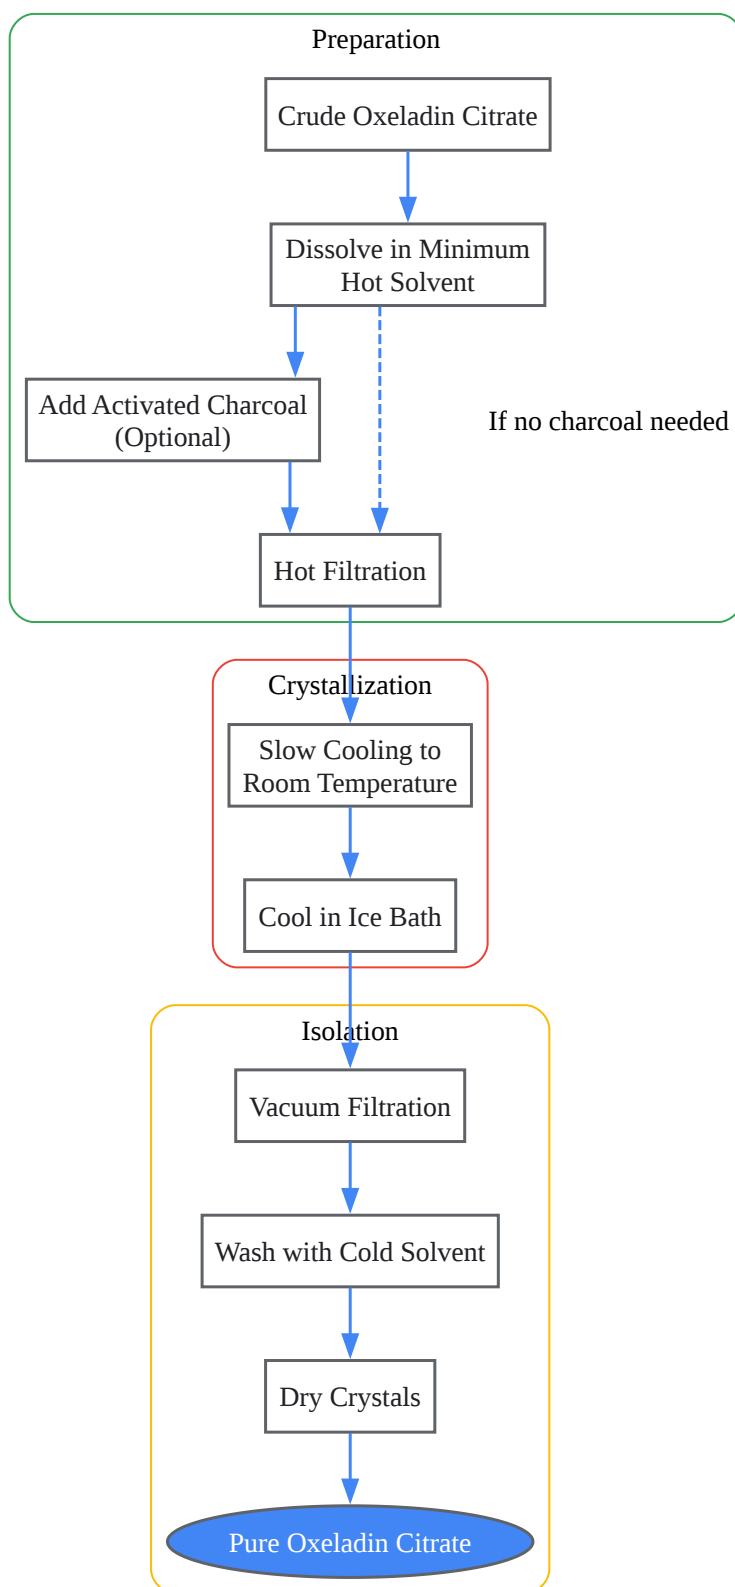 Preparation
Crude Oxeladin Citrate
Dissolve in Minimum
Hot Solvent
Add Activated Charcoal
(Optional)
If no charcoal needed
Hot Filtration
Crystallization
Slow Cooling to
Room Temperature
Cool in Ice Bath
Isolation
Vacuum Filtration
Wash with Cold Solvent
Dry Crystals
Pure Oxeladin Citrate